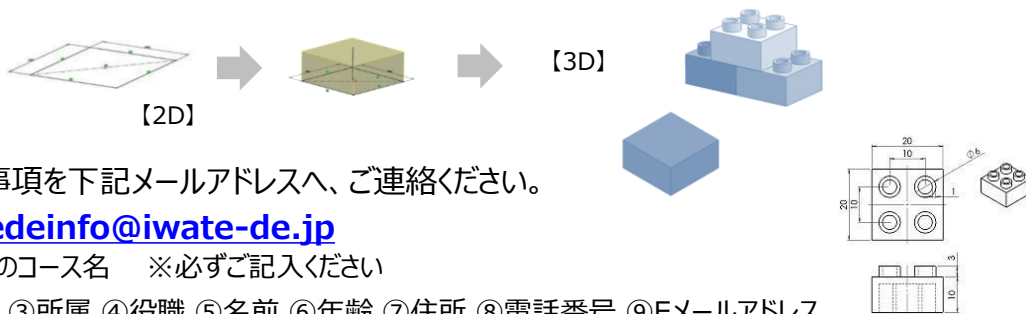 【3D】
【2D】
事項を下記メールアドレスへ、ご連絡ください。
edeinfo@iwate-de.jp
のコース名 ※必ずご記入ください
③所属 ④役職 ⑤名前 ⑥年齢 ⑦住所 ⑧電話番号 ⑨Eメールアドレス
20
10
∅6
1
20
10
3
10